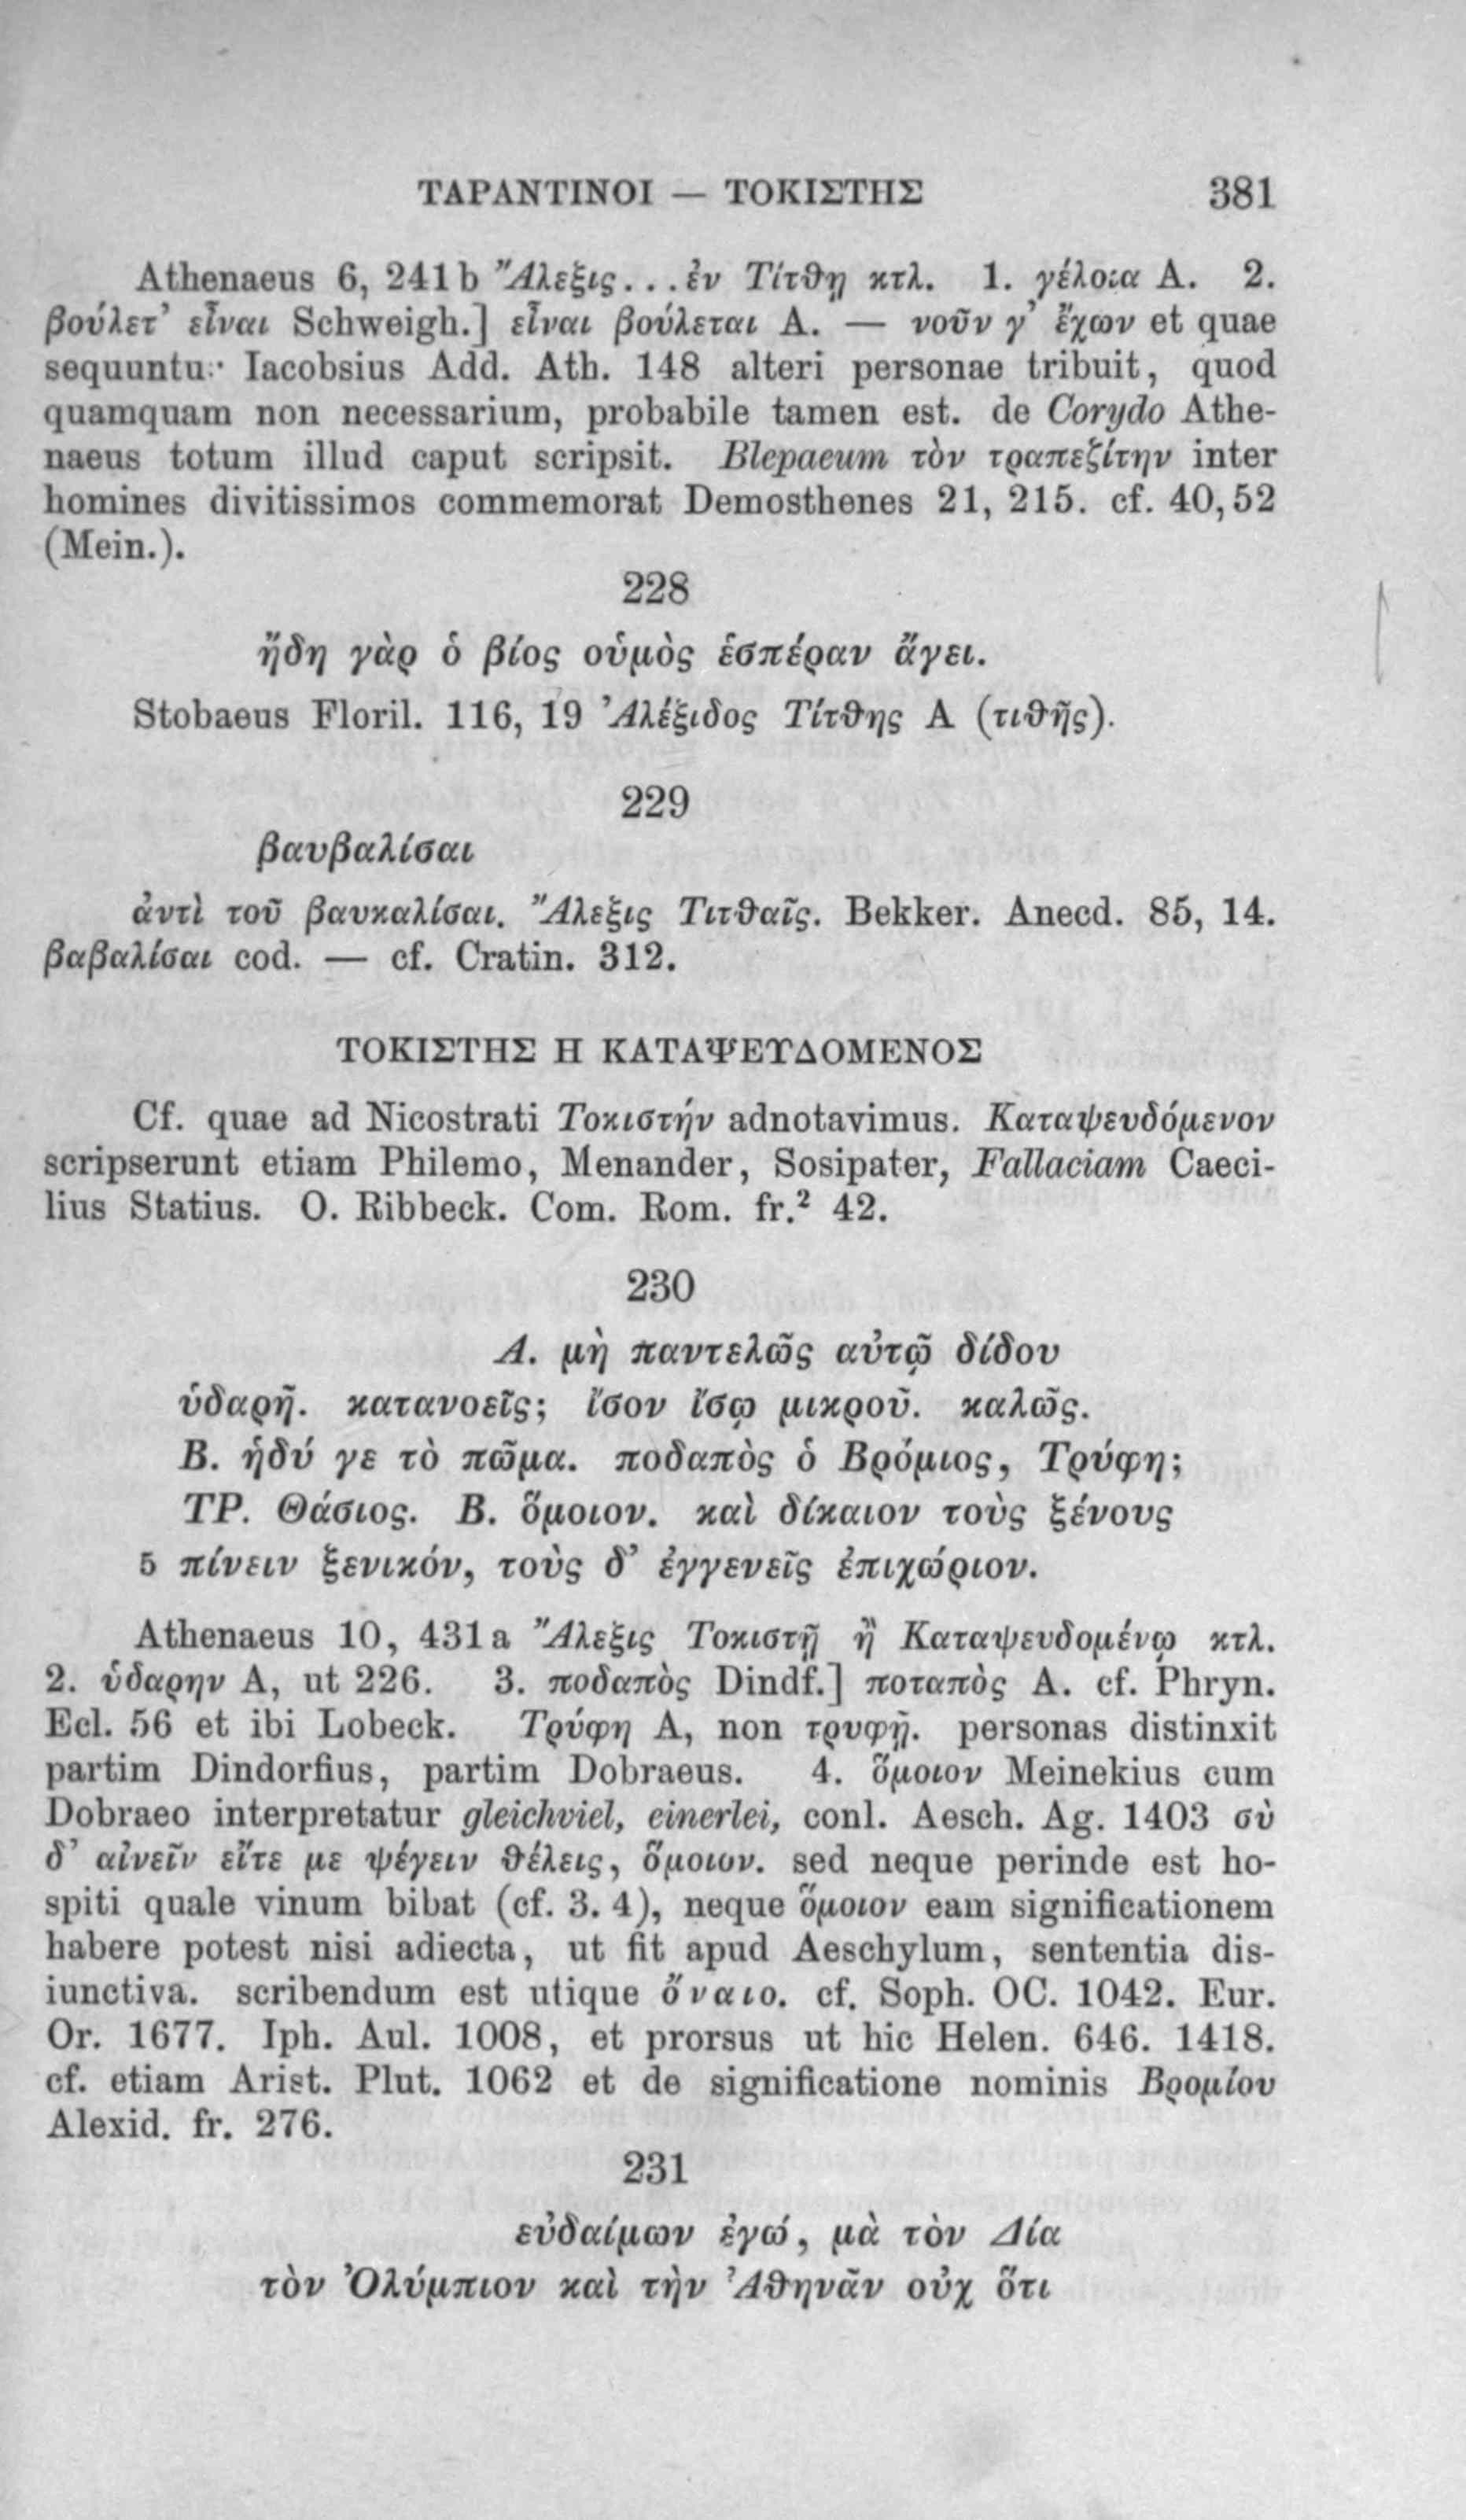 ΤΑΡΑΝΤΙΝΟΙ — ΤΟΚΙΣΤΗΣ 381
Athenaeus 6, 241b Ἄλεξις...ἐν Τίτθῃ κτλ. 1. γέλοια A. 2.
βούλετ’ εἶναι Schweigh.] εἶναι βούλεται A. — νοῦν γ’ ἔχων et quae
sequuntur Iacobsius Add. Ath. 148 alteri personae tribuit, quod
quamquam non necessarium, probabile tamen est. de Corydo Athe-
naeus totum illud caput scripsit. Blepaeum τὸν τραπεζίτην inter
homines divitissimos commemorat Demosthenes 21, 215. cf. 40,52
(Mein.).
228
ἤδη γὰρ ὁ βίος οὑμὸς ἑσπέραν ἄγει.
Stobaeus Floril. 116, 19 Ἀλέξιδος Τίτθης A (τιθῆς).
229
βαυβαλίσαι
ἀντὶ τοῦ βαυκαλίσαι. Ἄλεξις Τιτθαῖς. Bekker. Anecd. 85, 14.
βαβαλίσαι cod. — cf. Cratin. 312.
ΤΟΚΙΣΤΗΣ Η ΚΑΤΑΨΕΥΔΟΜΕΝΟΣ
Cf. quae ad Nicostrati Τοκιστήν adnotavimus. Καταψευδόμενον
scripserunt etiam Philemo, Menander, Sosipater, Fallaciam Caeci-
lius Statius. O. Ribbeck. Com. Rom. fr.² 42.
230
Α. μὴ παντελῶς αὐτῷ δίδου
ὑδαρῆ. κατανοεῖς; ἴσον ἴσῳ μικροῦ. καλῶς.
Β. ἡδύ γε τὸ πῶμα. ποδαπὸς ὁ Βρόμιος, Τρύφη;
ΤΡ. Θάσιος. Β. ὅμοιον. καὶ δίκαιον τοὺς ξένους
5 πίνειν ξενικόν, τοὺς δ’ ἐγγενεῖς ἐπιχώριον.
Athenaeus 10, 431a Ἄλεξις Τοκιστῇ ἢ Καταψευδομένῳ κτλ.
2. ὑδαρην A, ut 226. 3. ποδαπὸς Dindf.] ποταπὸς A. cf. Phryn.
Ecl. 56 et ibi Lobeck. Τρύφη A, non τρυφῇ. personas distinxit
partim Dindorfius, partim Dobraeus. 4. ὅμοιον Meinekius cum
Dobraeo interpretatur gleichviel, einerlei, conl. Aesch. Ag. 1403 σὺ
δ’ αἰνεῖν εἴτε με ψέγειν θέλεις, ὅμοιον. sed neque perinde est ho-
spiti quale vinum bibat (cf. 3. 4), neque ὅμοιον eam significationem
habere potest nisi adiecta, ut fit apud Aeschylum, sententia dis-
iunctiva. scribendum est utique ὄναιο. cf. Soph. OC. 1042. Eur.
Or. 1677. Iph. Aul. 1008, et prorsus ut hic Helen. 646. 1418.
cf. etiam Arist. Plut. 1062 et de significatione nominis Βρομίου
Alexid. fr. 276.
231
εὐδαίμων ἐγώ, μὰ τὸν Δία
τὸν Ὀλύμπιον καὶ τὴν Ἀθηνᾶν οὐχ ὅτι